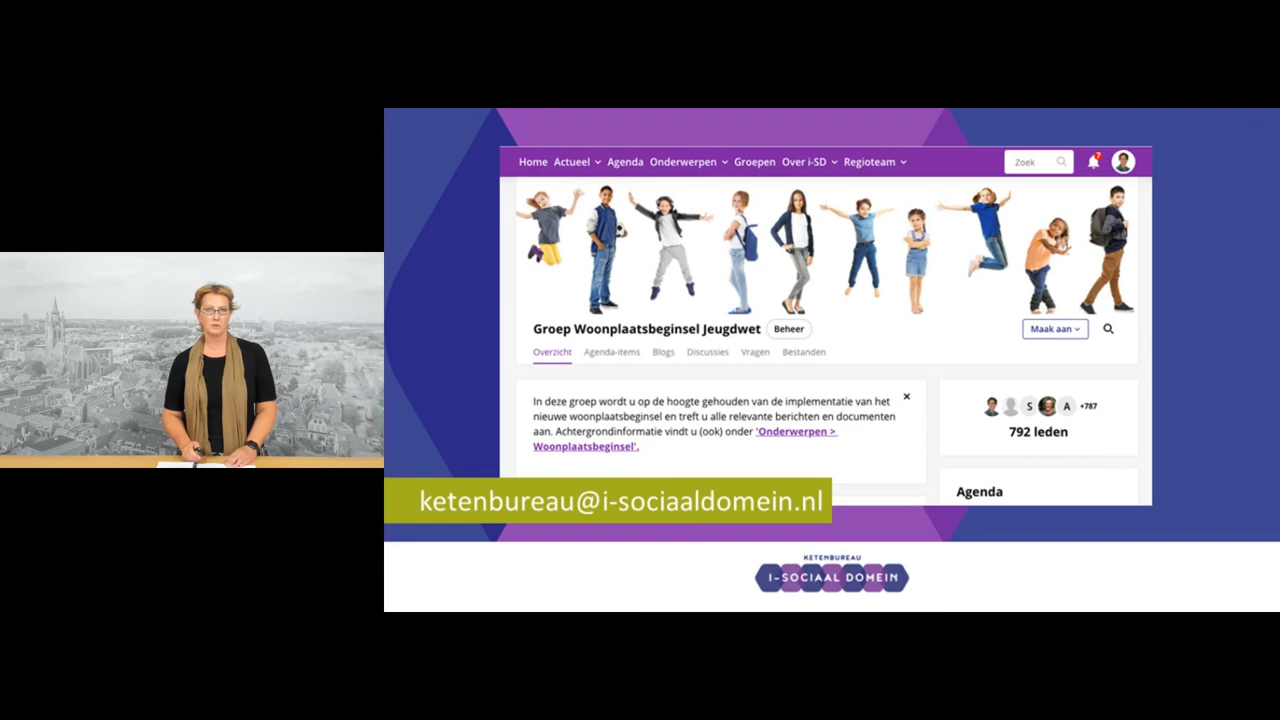 Home Actueel Agenda Onderwerpen Groepen Over i-SD Regioteam Zoek 7
Groep Woonplaatsbeginsel Jeugdwet Beheer Maak aan
Overzicht Agenda-items Blogs Discussies Vragen Bestanden
In deze groep wordt u op de hoogte gehouden van de implementatie van het
nieuwe woonplaatsbeginsel en treft u alle relevante berichten en documenten
aan. Achtergrondinformatie vindt u (ook) onder 'Onderwerpen >
Woonplaatsbeginsel'.
S A +787
792 leden
Agenda
ketenbureau@i-sociaaldomein.nl
KETENBUREAU
I-SOCIAAL DOMEIN